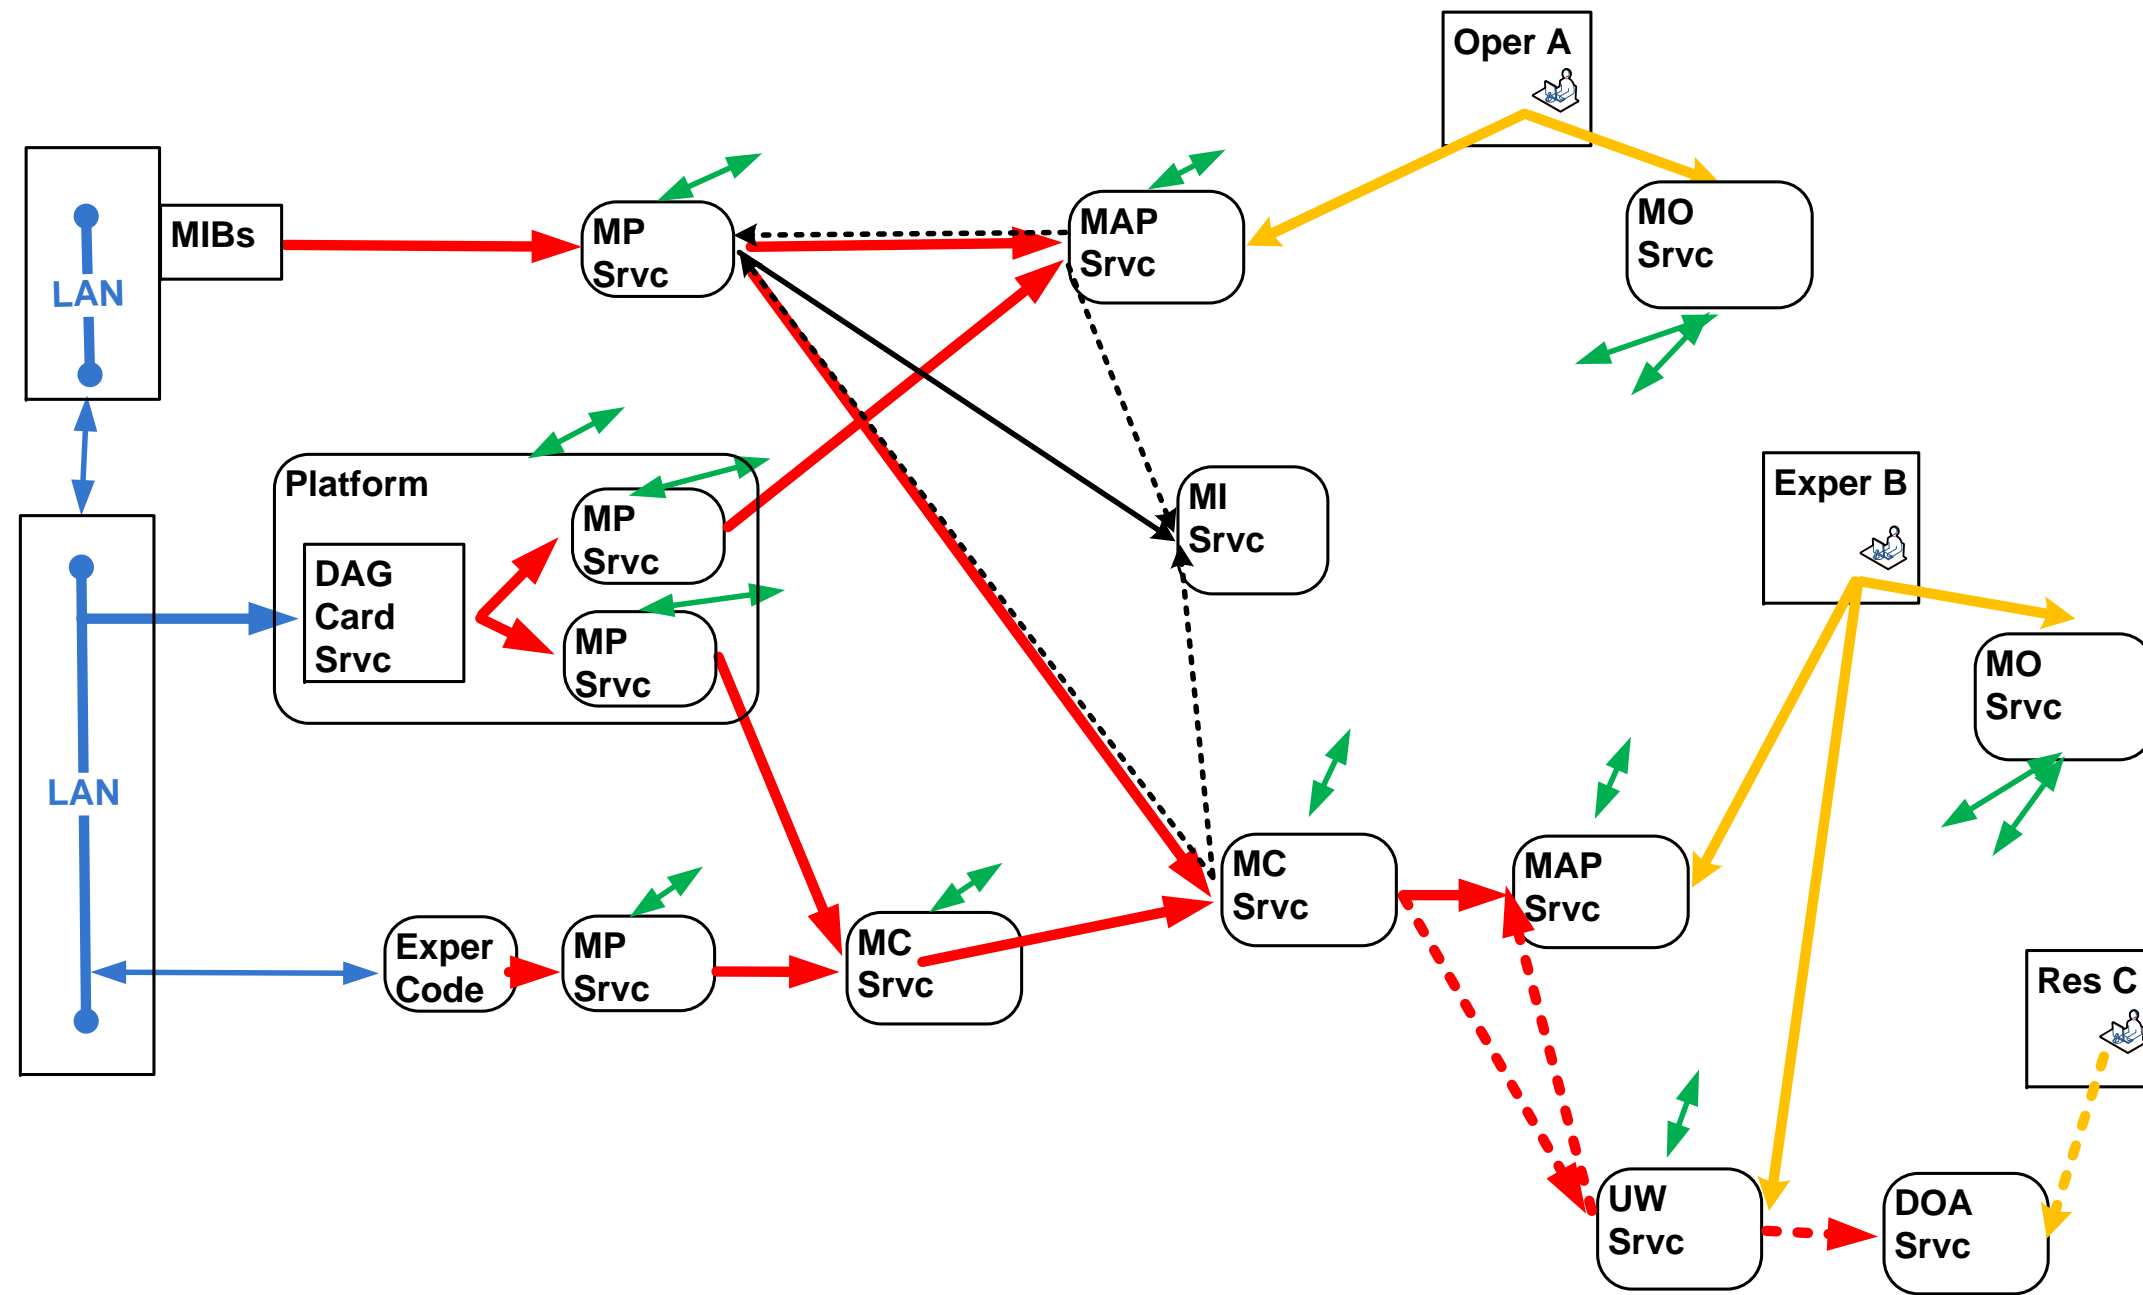 Oper A
MIBs
MP
Srvc
MAP
Srvc
MO
Srvc
LAN
Platform
MP
Srvc
MI
Srvc
Exper B
DAG
Card
Srvc
MP
Srvc
MO
Srvc
LAN
MC
Srvc
MAP
Srvc
Exper
Code
MP
Srvc
MC
Srvc
Res C
UW
Srvc
DOA
Srvc